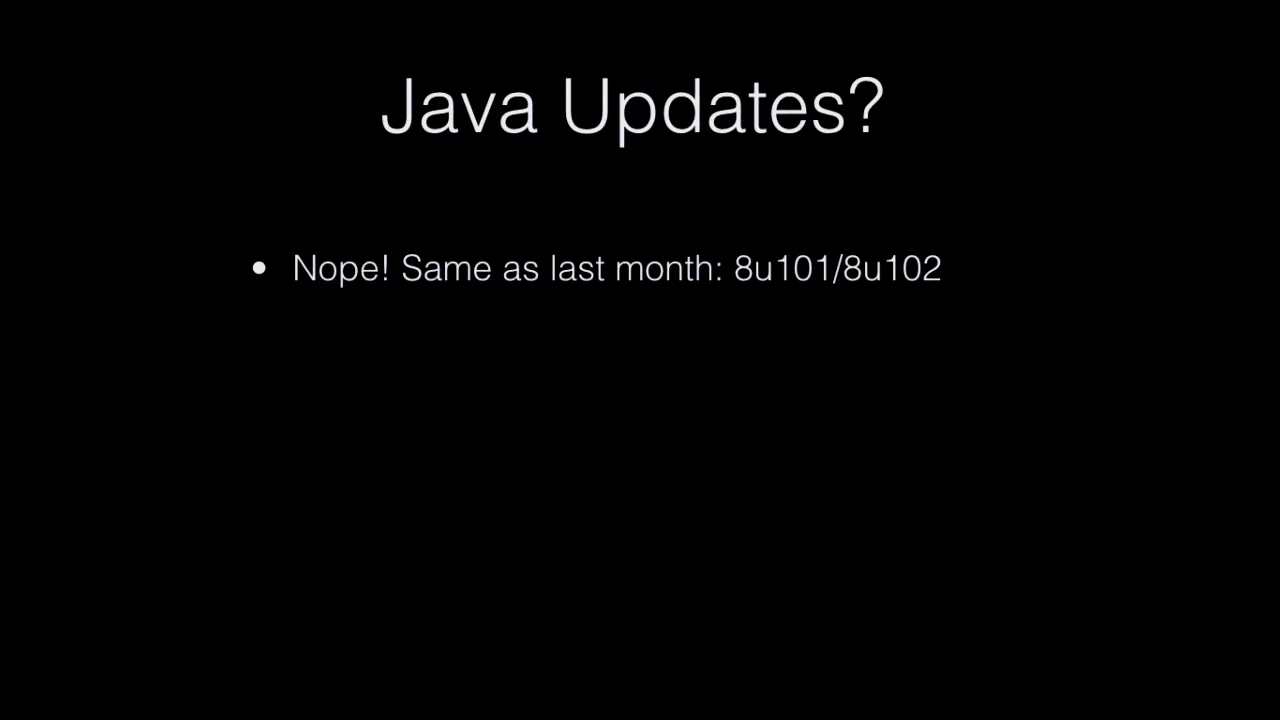 Java Updates?
• Nope! Same as last month: 8u101/8u102